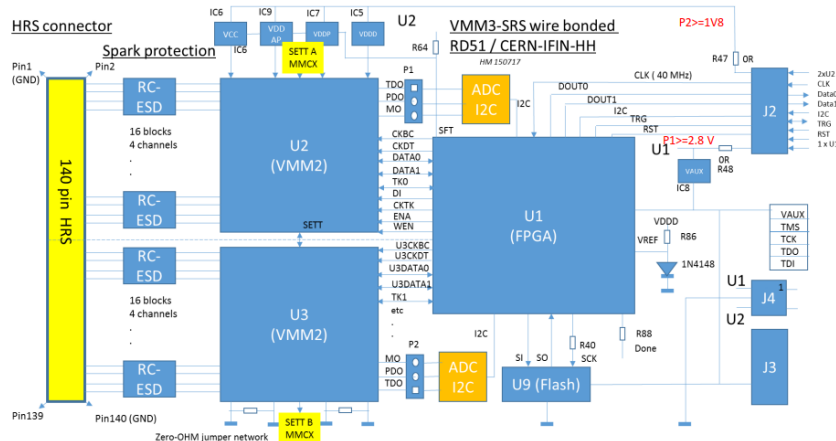 HRS connector
Spark protection
IC6
IC9
IC7
IC5
U2
VMM3-SRS wire bonded
RD51 / CERN-IFIN-HH
HM 150717
P2>=1V8
VCC
IC6
VDD
AP
VDDP
VDDD
SETT A
MMCX
R64
R47
0R
Pin1
(GND)
Pin2
RC-
ESD
16 blocks
4 channels
.
.
RC-
ESD
140 pin HRS
U2
(VMM2)
P1
TDO
PDO
MO
ADC
I2C
I2C
SFT
CLK ( 40 MHz)
DOUT0
DOUT1
I2C
TRG
RST
J2
2xU2
CLK
Data0
Data1
I2C
TRG
RST
1 x U1
P1>=2.8 V
U1
0R
R48
VAUX
IC8
CKBC
CKDT
DATA0
DATA1
TK0
DI
CKTK
ENA
WEN
U1
(FPGA)
SETT
VDDD
VREF
R86
1N4148
VAUX
TMS
TCK
TDO
TDI
RC-
ESD
16 blocks
4 channels
.
.
RC-
ESD
U3
(VMM2)
U3CKBC
U3CKDT
U3DATA0
U3DATA1
TK1
etc
.
.
U1
1
J4
U2
J3
P2
MO
PDO
TDO
I2C
ADC
I2C
SI
SO
R40
SCK
R88
Done
U9 (Flash)
Pin139
Pin140 (GND)
SETT B
MMCX
Zero-OHM jumper network